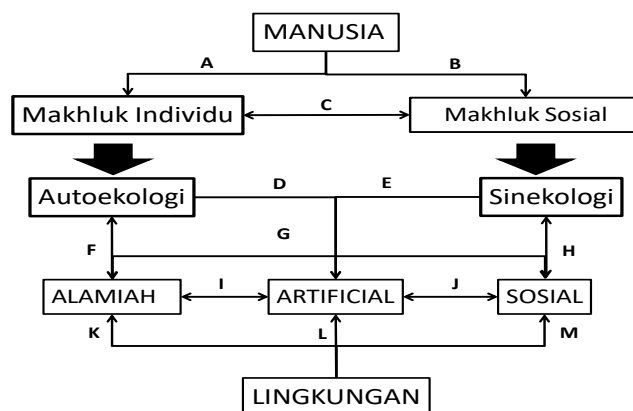 MANUSIA
A
B
Makhluk Individu
C
Makhluk Sosial
Autoekologi
D
E
Sinekologi
F
G
H
ALAMIAH
I
ARTIFICIAL
J
SOSIAL
K
L
M
LINGKUNGAN